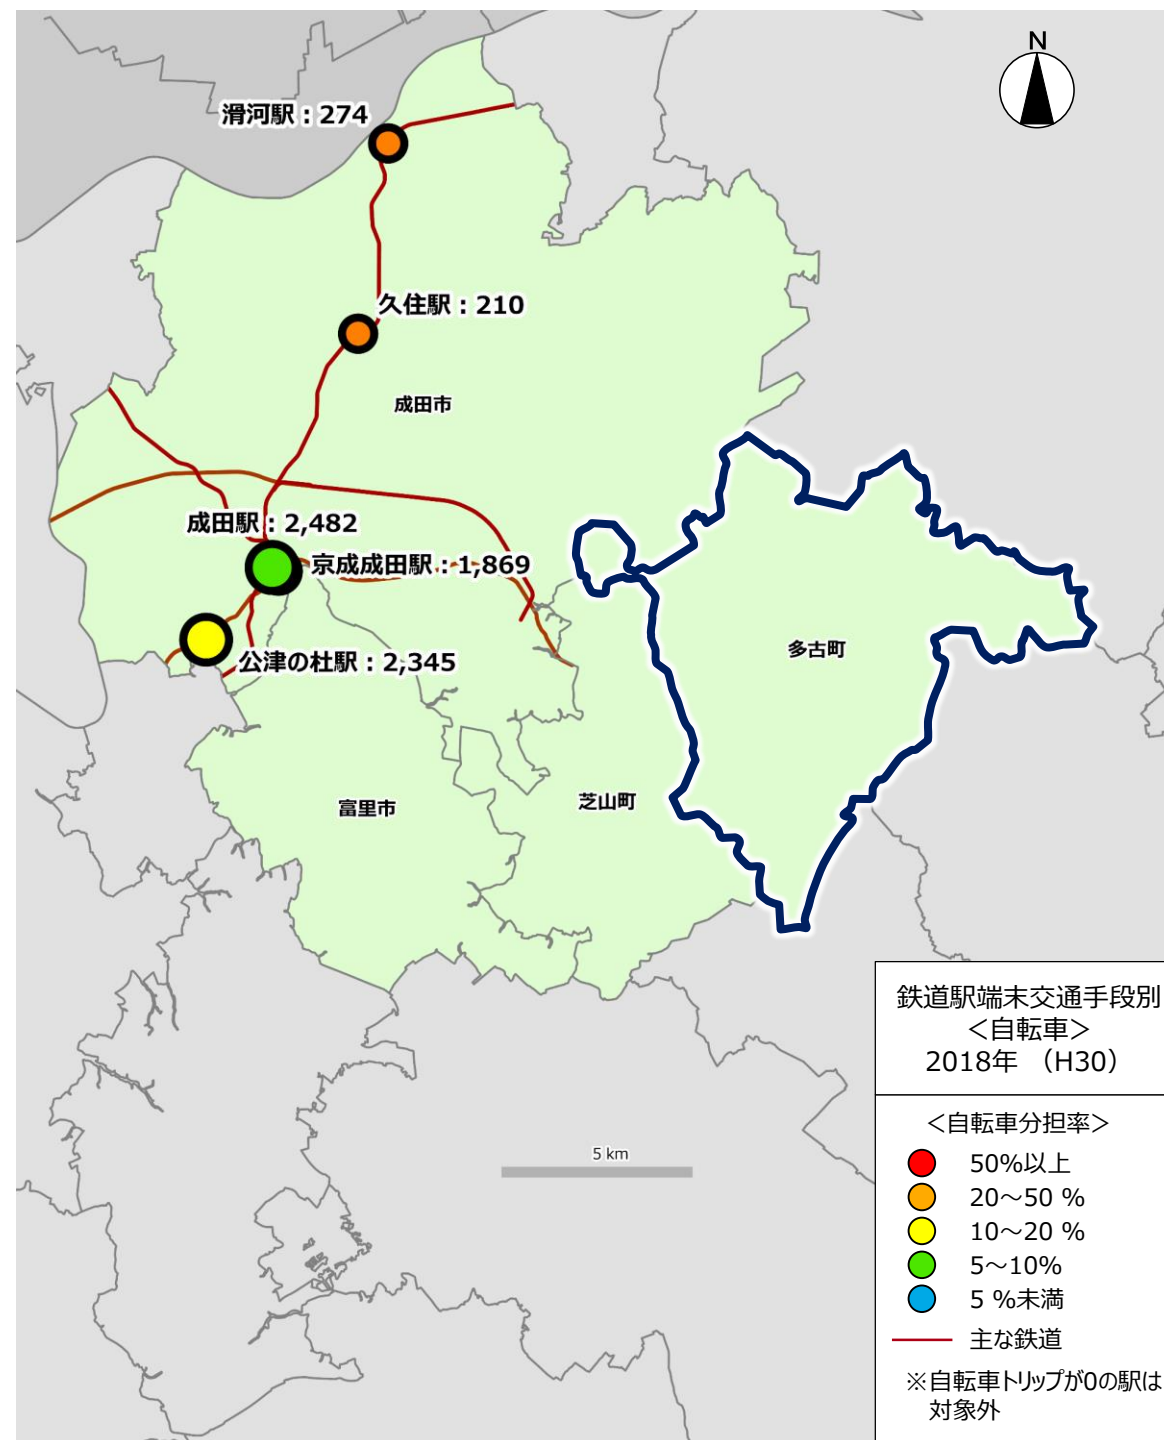 N
滑河駅：274
久住駅：210
成田市
成田駅：2,482
京成成田駅：1,869
公津の杜駅：2,345
多古町
芝山町
富里市
5 km
鉄道駅端末交通手段別
＜自転車＞
2018年 （H30）
＜自転車分担率＞
50%以上
20～50 %
10～20 %
5～10%
5 %未満
主な鉄道
※自転車トリップが0の駅は
対象外